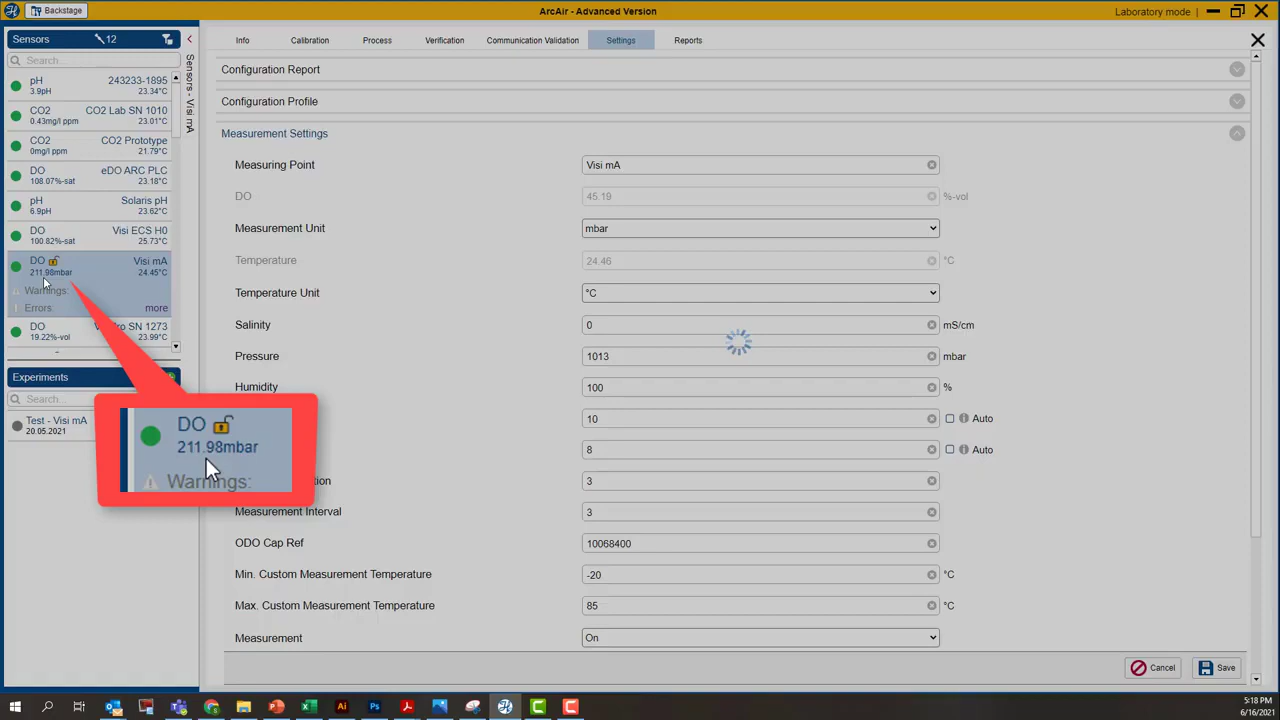 Backstage
ArcAir - Advanced Version
Laboratory mode
Sensors
12
Search...
pH 243233-1895
3.9pH 23.34°C
CO2 CO2 Lab SN 1010
0.43mg/l ppm 23.01°C
CO2 CO2 Prototype
0mg/l ppm 21.79°C
DO eDO ARC PLC
108.07%-sat 23.18°C
pH Solaris pH
6.9pH 23.62°C
DO Visi ECS H0
100.82%-sat 25.73°C
DO Visi mA
211.98mbar 24.45°C
Warnings:
Errors: more
DO SN 1273
19.22%-vol 23.99°C
Experiments
Search...
Test - Visi mA
20.05.2021
DO
211.98mbar
Warnings:
Sensors - Visi mA
Info Calibration Process Verification Communication Validation Settings Reports
Configuration Report
Configuration Profile
Measurement Settings
Measuring Point Visi mA
DO 45.19 %-vol
Measurement Unit mbar
Temperature 24.46 °C
Temperature Unit °C
Salinity 0 mS/cm
Pressure 1013 mbar
Humidity 100 %
10 Auto
8 Auto
3
Measurement Interval 3
ODO Cap Ref 10068400
Min. Custom Measurement Temperature -20 °C
Max. Custom Measurement Temperature 85 °C
Measurement On
Cancel Save
5:18 PM
6/16/2021